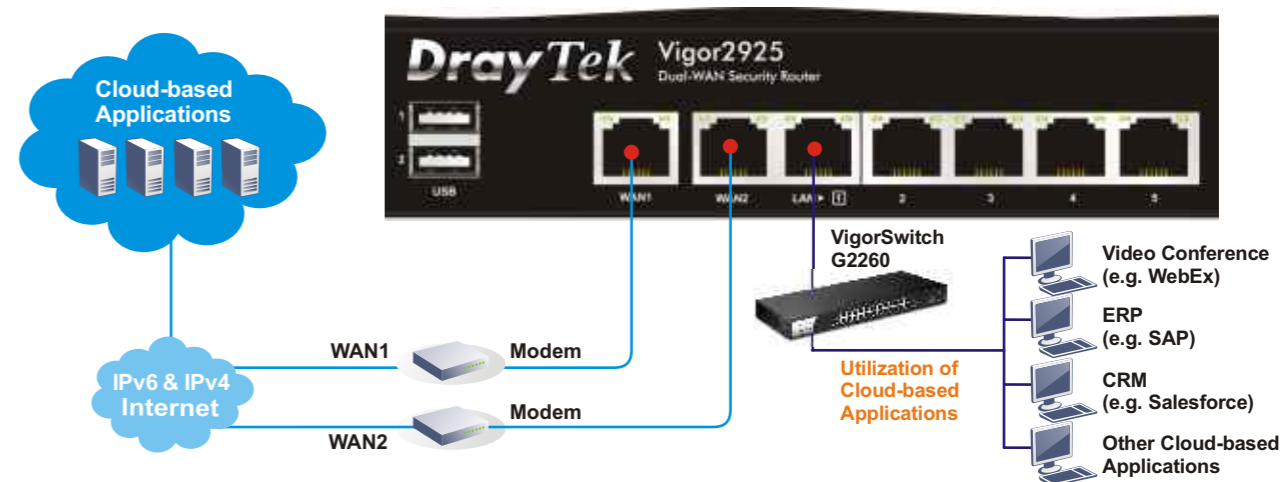 Cloud-based
Applications
DrayTek
Vigor2925
Dual-WAN Security Router
1
2
USB
WAN1
WAN2
LAN
1
2
3
4
5
VigorSwitch
G2260
Video Conference
(e.g. WebEx)
ERP
(e.g. SAP)
CRM
(e.g. Salesforce)
Other Cloud-based
Applications
Utilization of
Cloud-based
Applications
WAN1
Modem
IPv6 & IPv4
Internet
Modem
WAN2